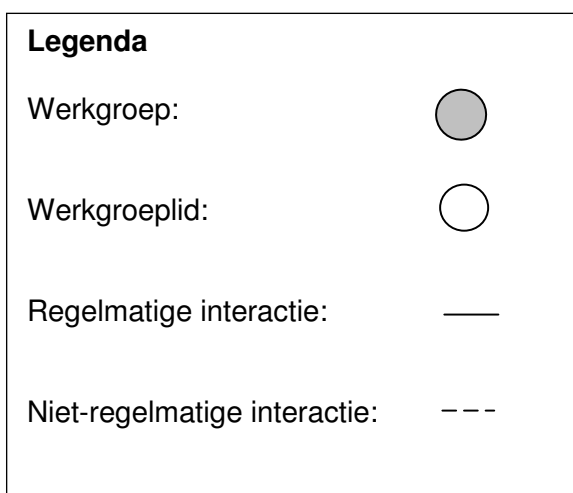 Legenda
Werkgroep:
Werkgroeplid:
Regelmatige interactie:
Niet-regelmatige interactie: